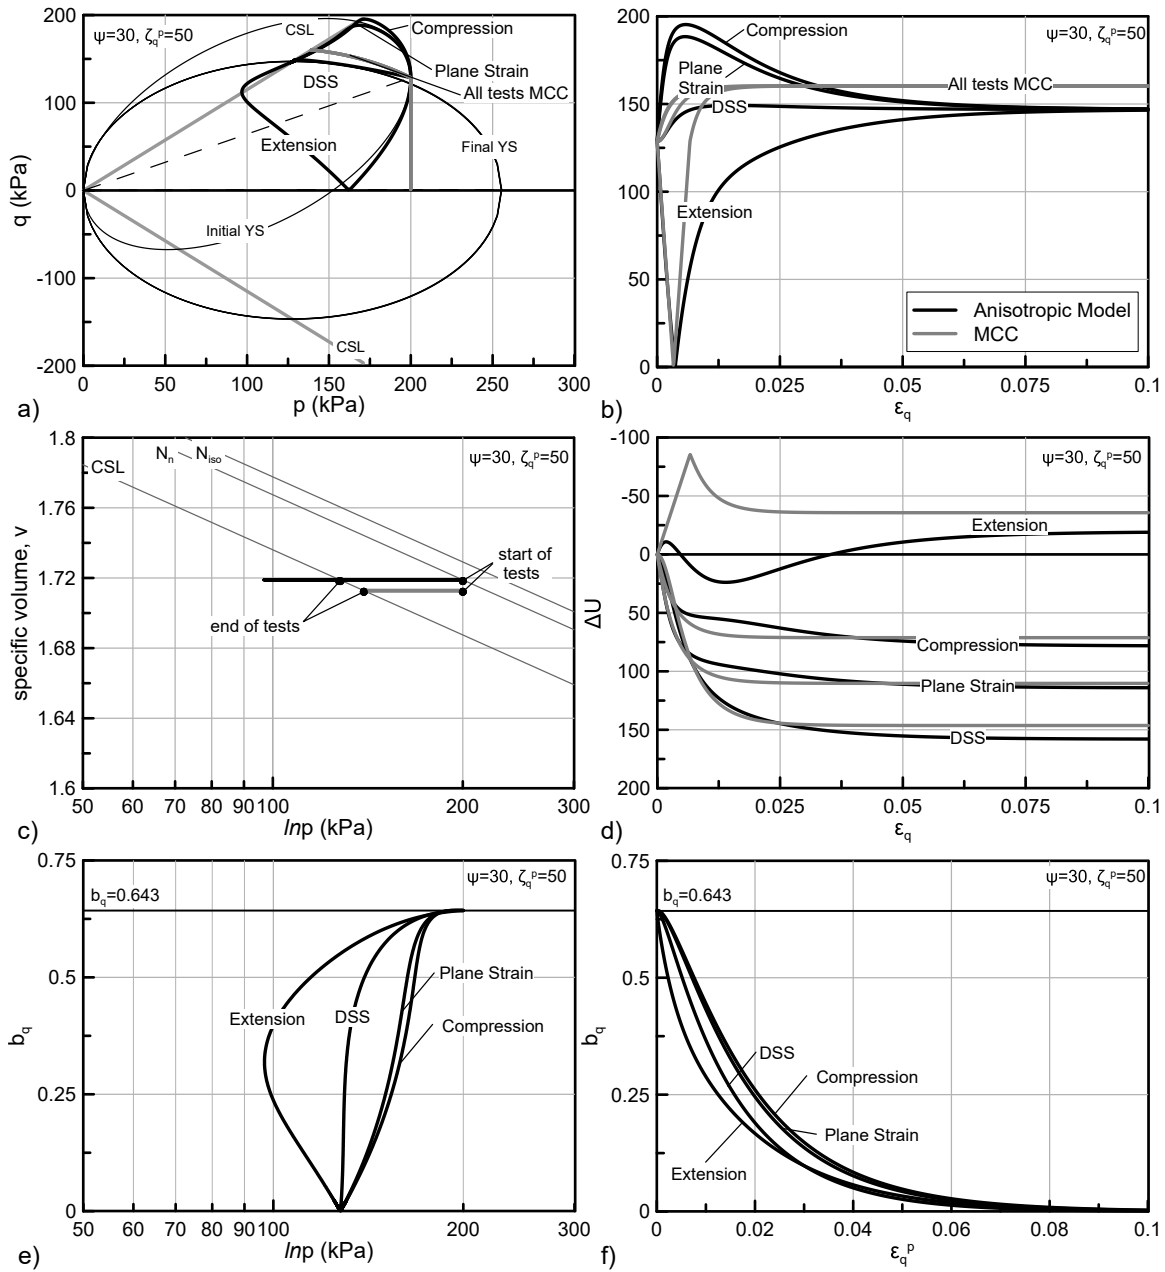 200
100
0
-100
-200
q (kPa)
ψ=30, ζqᵖ=50
CSL
Compression
Plane Strain
DSS
All tests MCC
Extension
Final YS
Initial YS
CSL
0 50 100 150 200 250 300
p (kPa)
a)
200
150
100
50
0
ψ=30, ζqᵖ=50
Compression
Plane
Strain
All tests MCC
DSS
Extension
Anisotropic Model
MCC
0 0.025 0.05 0.075 0.1
εq
b)
1.8
1.76
1.72
1.68
1.64
1.6
specific volume, v
CSL
Nn Niso
ψ=30, ζqᵖ=50
start of
tests
end of tests
50 60 70 80 90 100 200 300
lnp (kPa)
c)
-100
-50
0
50
100
150
200
ΔU
ψ=30, ζqᵖ=50
Extension
Compression
Plane Strain
DSS
0 0.025 0.05 0.075 0.1
εq
d)
0.75
0.5
0.25
0
bq
ψ=30, ζqᵖ=50
bq=0.643
Plane Strain
Extension
DSS
Compression
50 60 70 80 90 100 200 300
lnp (kPa)
e)
0.75
0.5
0.25
0
bq
ψ=30, ζqᵖ=50
bq=0.643
DSS
Compression
Plane Strain
Extension
0 0.02 0.04 0.06 0.08 0.1
εqᵖ
f)